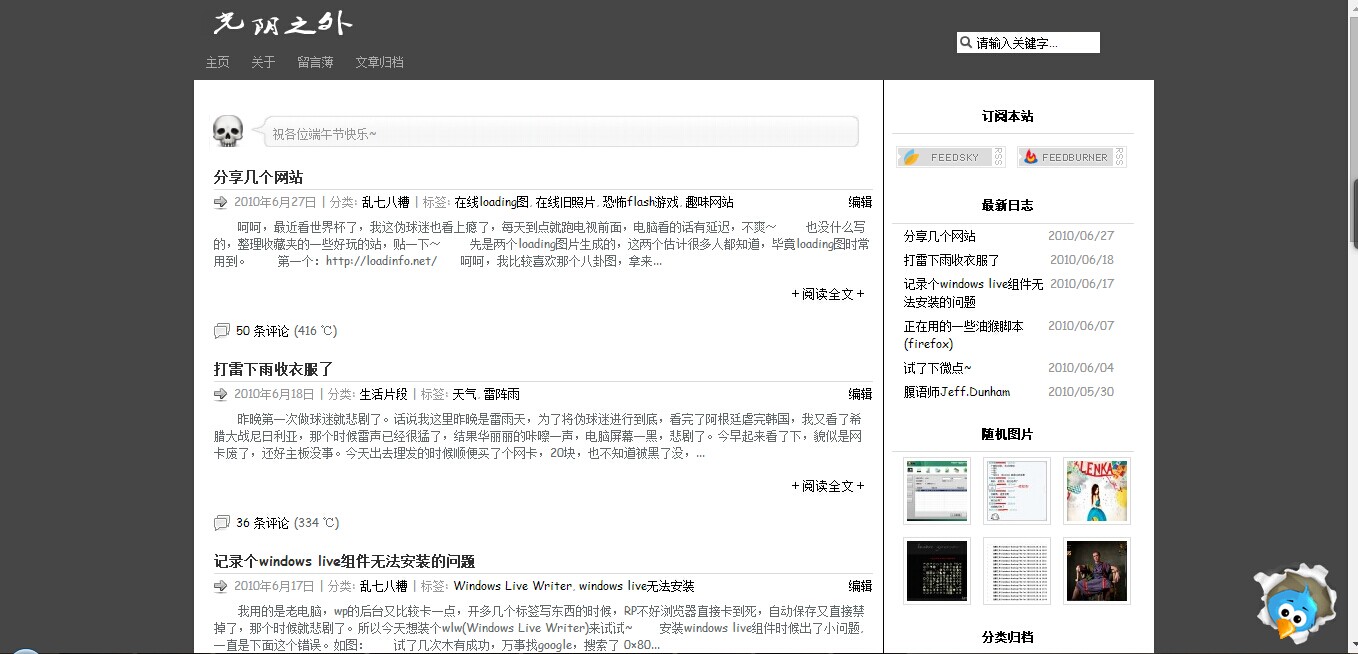 光阴之外
请输入关键字...
主页 关于 留言薄 文章归档
祝各位端午节快乐~
分享几个网站
2010年6月27日 | 分类: 乱七八糟 | 标签: 在线loading图, 在线旧照片, 恐怖flash游戏, 趣味网站 编辑
呵呵，最近看世界杯了，我这伪球迷也看上瘾了，每天到点就跑电视前面，电脑看的话有延迟，不爽～ 也没什么写
的，整理收藏夹的一些好玩的站，贴一下~ 先是两个loading图片生成的，这两个估计很多人都知道，毕竟loading图时常
用到。 第一个：http://loadinfo.net/ 呵呵，我比较喜欢那个八卦图，拿来...
+ 阅读全文 +
50 条评论 (416 ℃)
打雷下雨收衣服了
2010年6月18日 | 分类: 生活片段 | 标签: 天气, 雷阵雨 编辑
昨晚第一次做球迷就悲剧了。话说我这里昨晚是雷雨天，为了将伪球迷进行到底，看完了阿根廷虐完韩国，我又看了希
腊大战尼日利亚，那个时候雷声已经很猛了，结果华丽丽的咔嚓一声，电脑屏幕一黑，悲剧了。今早起来看了下，貌似是网
卡废了，还好主板没事。今天出去理发的时候顺便买了个网卡，20块，也不知道被黑了没，...
+ 阅读全文 +
36 条评论 (334 ℃)
记录个windows live组件无法安装的问题
2010年6月17日 | 分类: 乱七八糟 | 标签: Windows Live Writer, windows live无法安装 编辑
我用的是老电脑，wp的后台又比较卡一点，开多几个标签写东西的时候，RP不好浏览器直接卡到死，自动保存又直接禁
掉了，那个时候就悲剧了。所以今天想装个wlw(Windows Live Writer)来试试~ 安装windows live组件时候出了小问题,
一直是下面这个错误。如图： 试了几次木有成功，万事找google，搜索了 0×80...
订阅本站
FEEDSKY RSS FEEDBURNER RSS
最新日志
分享几个网站 2010/06/27
打雷下雨收衣服了 2010/06/18
记录个windows live组件无 2010/06/17
法安装的问题
正在用的一些油猴脚本 2010/06/07
(firefox)
试了下微点~ 2010/06/04
腹语师Jeff.Dunham 2010/05/30
随机图片
LENKA
分类归档